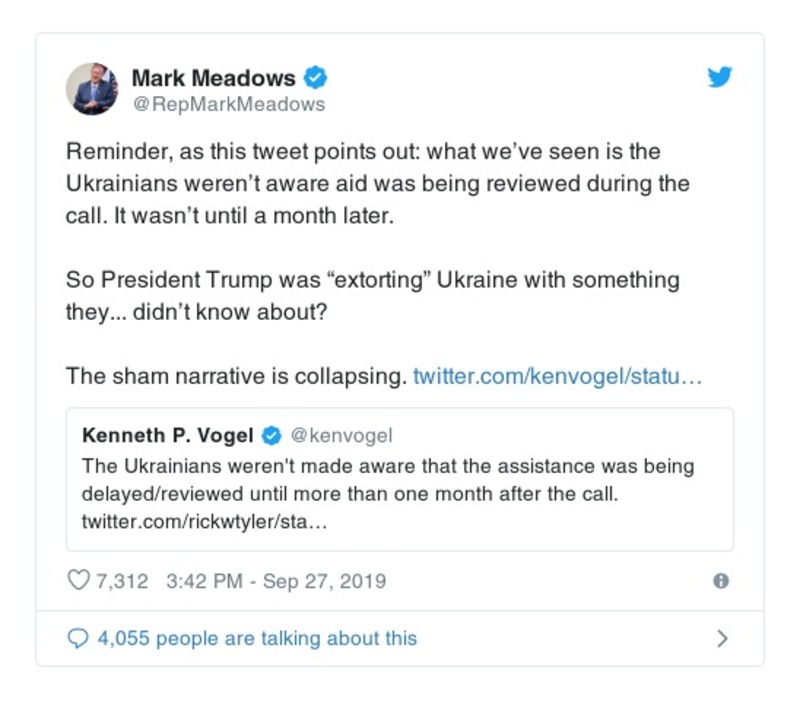 Mark Meadows
@RepMarkMeadows
Reminder, as this tweet points out: what we’ve seen is the
Ukrainians weren’t aware aid was being reviewed during the
call. It wasn’t until a month later.
So President Trump was “extorting” Ukraine with something
they... didn’t know about?
The sham narrative is collapsing. twitter.com/kenvogel/statu…
Kenneth P. Vogel @kenvogel
The Ukrainians weren't made aware that the assistance was being
delayed/reviewed until more than one month after the call.
twitter.com/rickwtyler/sta…
7,312 3:42 PM - Sep 27, 2019
4,055 people are talking about this